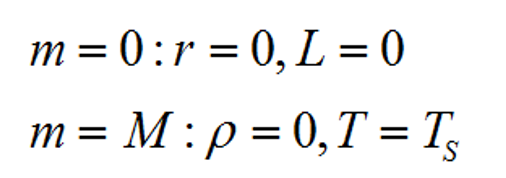 m = 0 : r = 0, L = 0
m = M : ρ = 0, T = T_S